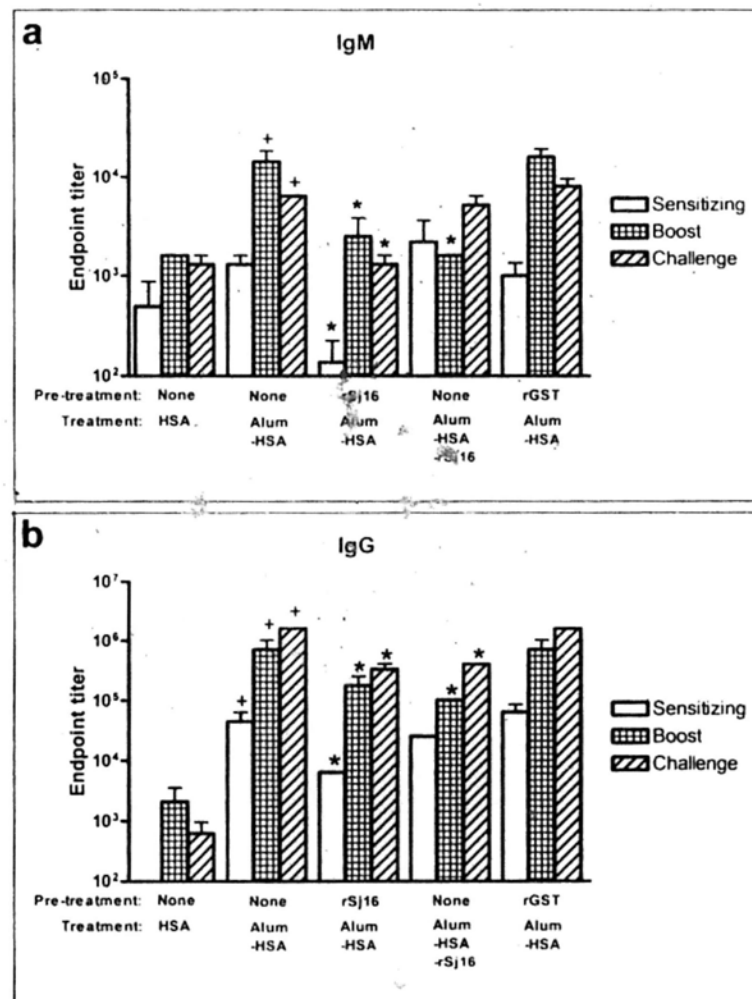 a
IgM
10⁵
10⁴
10³
10²
Endpoint titer
Sensitizing
Boost
Challenge
+
+
*
*
*
*
Pre-treatment: None None rSj16 None rGST
Treatment: HSA Alum Alum Alum Alum
-HSA -HSA -HSA -HSA
-rSj16
b
IgG
10⁷
10⁶
10⁵
10⁴
10³
10²
Endpoint titer
Sensitizing
Boost
Challenge
+
+
+
*
*
*
*
*
Pre-treatment: None None rSj16 None rGST
Treatment: HSA Alum Alum Alum Alum
-HSA -HSA -HSA -HSA
-rSj16